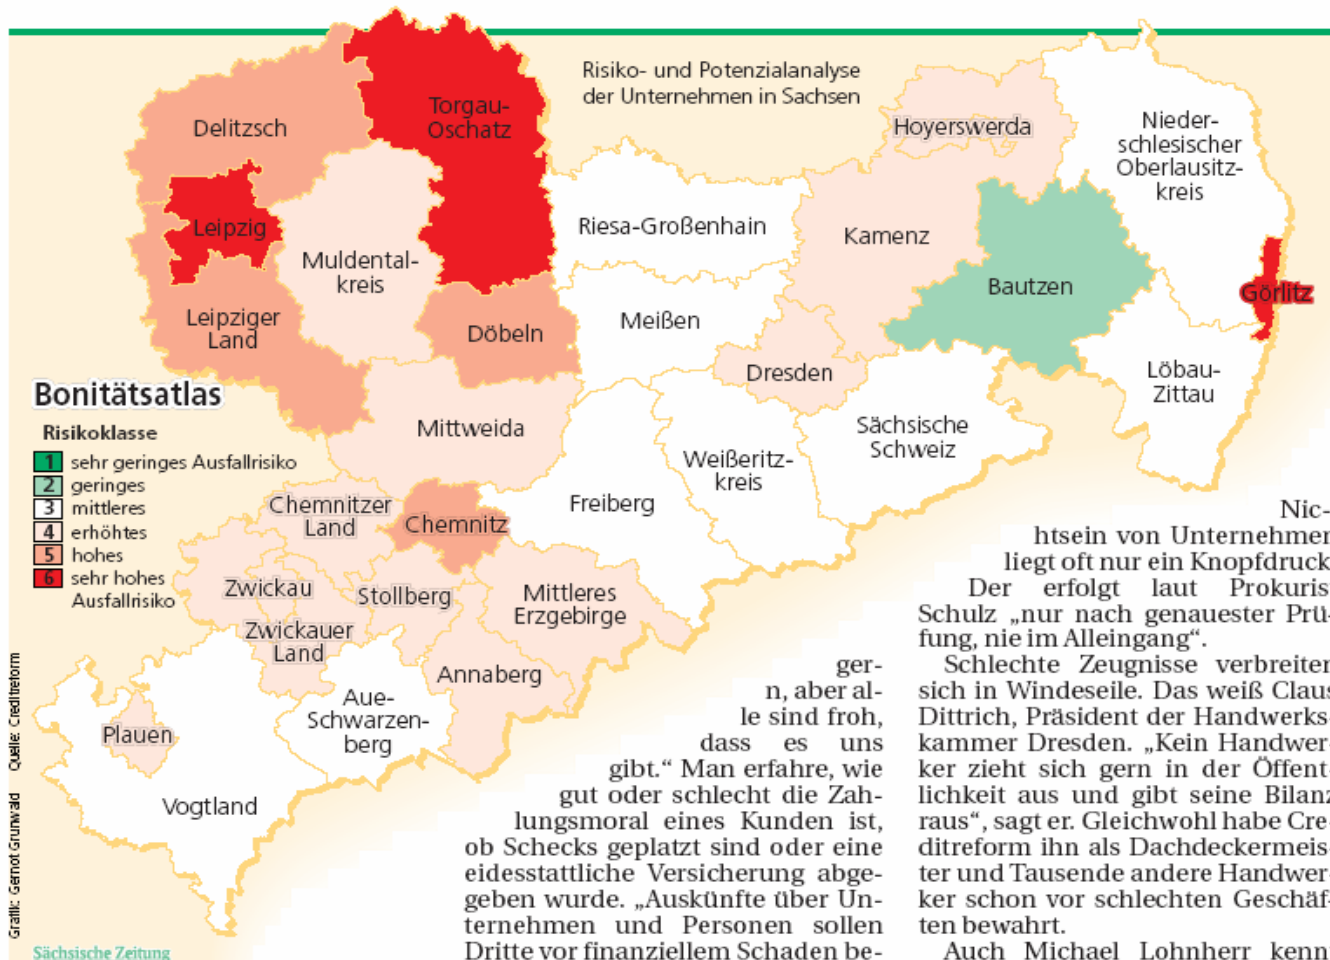 Risiko- und Potenzialanalyse
der Unternehmen in Sachsen
Delitzsch
Torgau-
Oschatz
Hoyerswerda
Nieder-
schlesischer
Oberlausitz-
kreis
Leipzig
Muldental-
kreis
Riesa-Großenhain
Kamenz
Bautzen
Görlitz
Leipziger
Land
Döbeln
Meißen
Dresden
Löbau-
Zittau
Mittweida
Sächsische
Schweiz
Weißeritz-
kreis
Freiberg
Chemnitzer
Land
Chemnitz
Zwickau
Stollberg
Mittleres
Erzgebirge
Zwickauer
Land
Annaberg
Aue-
Schwarzen-
berg
Plauen
Vogtland
Bonitätsatlas
Risikoklasse
1 sehr geringes Ausfallrisiko
2 geringes
3 mittleres
4 erhöhtes
5 hohes
6 sehr hohes
Ausfallrisiko
Grafik: Gernot Grunwald Quelle: Creditreform
Sächsische Zeitung
ger-
n, aber al-
le sind froh,
dass es uns
gibt.“ Man erfahre, wie
gut oder schlecht die Zah-
lungsmoral eines Kunden ist,
ob Schecks geplatzt sind oder eine
eidesstattliche Versicherung abge-
geben wurde. „Auskünfte über Un-
ternehmen und Personen sollen
Dritte vor finanziellem Schaden be-
Nic-
htsein von Unternehmen
liegt oft nur ein Knopfdruck.
Der erfolgt laut Prokuris
Schulz „nur nach genauester Prü-
fung, nie im Alleingang“.
Schlechte Zeugnisse verbreiten
sich in Windeseile. Das weiß Claus
Dittrich, Präsident der Handwerks-
kammer Dresden. „Kein Handwer-
ker zieht sich gern in der Öffent-
lichkeit aus und gibt seine Bilanz
raus“, sagt er. Gleichwohl habe Cre-
ditreform ihn als Dachdeckermeis-
ter und Tausende andere Handwer-
ker schon vor schlechten Geschäf-
ten bewahrt.
Auch Michael Lohnherr kenn